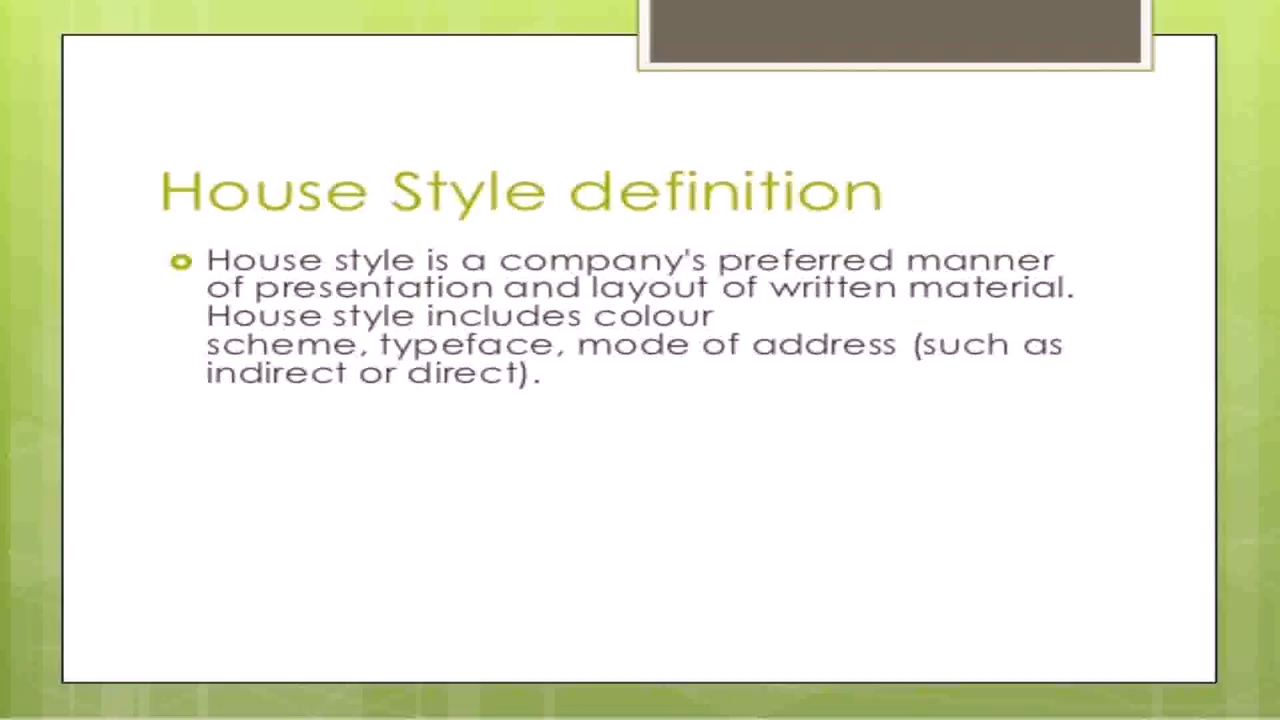 House Style definition
House style is a company's preferred manner
of presentation and layout of written material.
House style includes colour
scheme, typeface, mode of address (such as
indirect or direct).